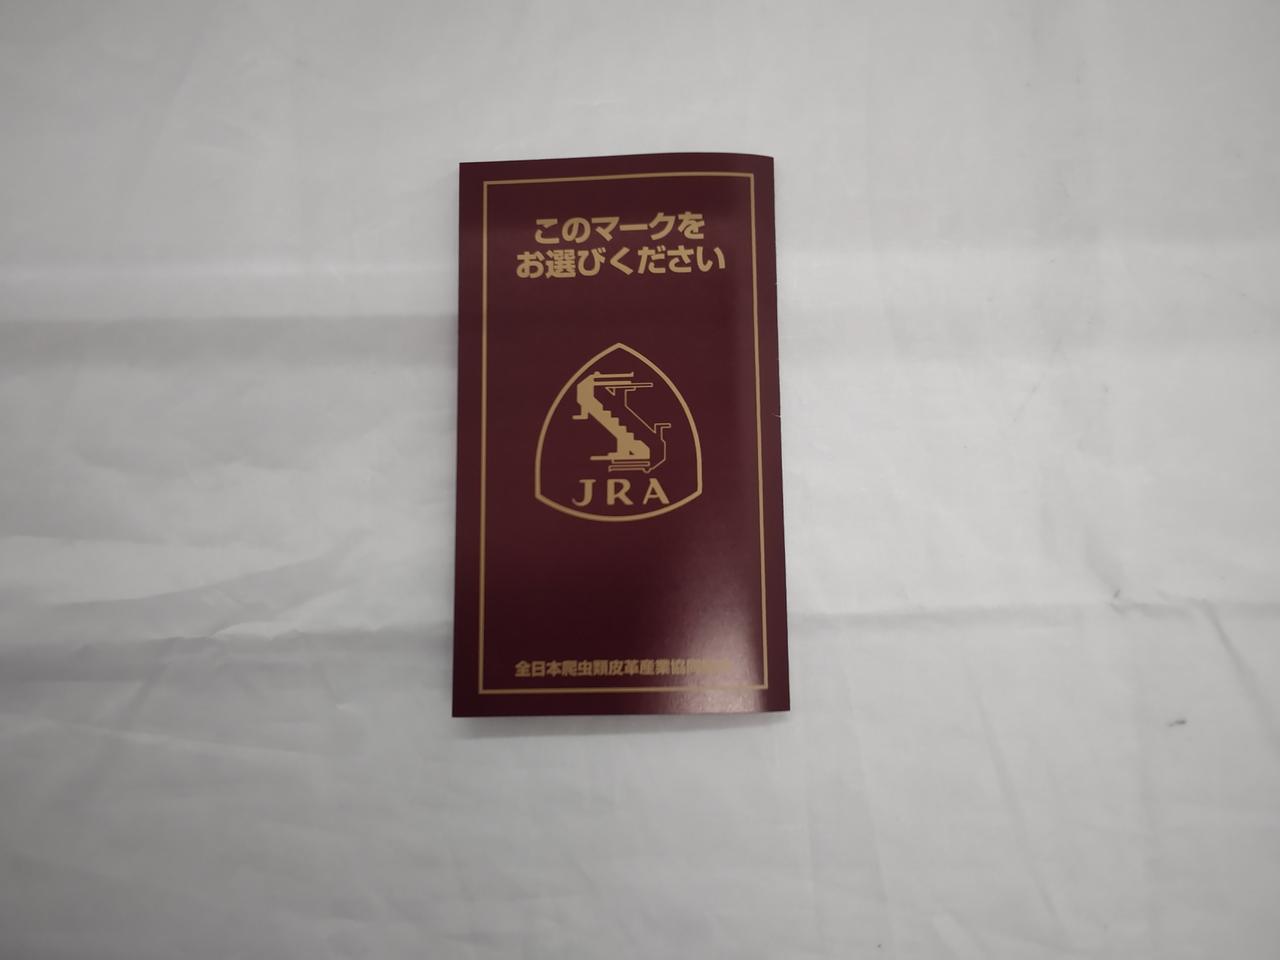 このマークを
お選びください
JRA
全日本爬虫類皮革産業協同組合